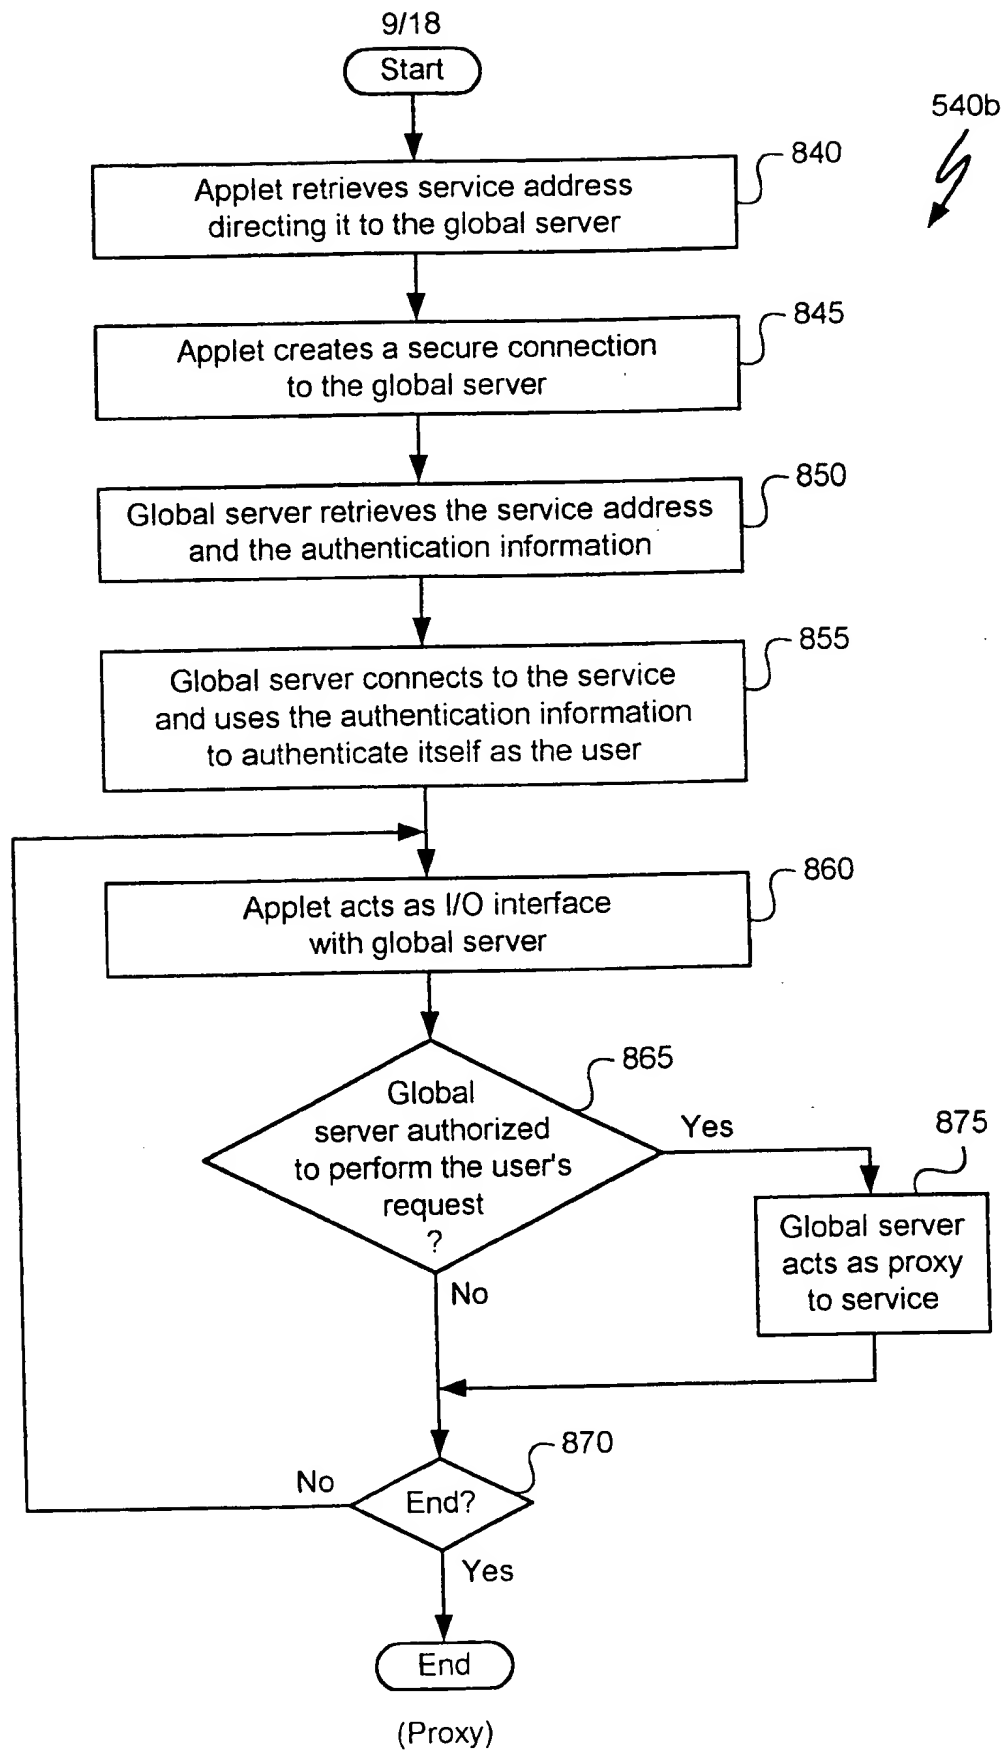 9/18
Start
540b
840
Applet retrieves service address
directing it to the global server
845
Applet creates a secure connection
to the global server
850
Global server retrieves the service address
and the authentication information
855
Global server connects to the service
and uses the authentication information
to authenticate itself as the user
860
Applet acts as I/O interface
with global server
865
Global
server authorized
to perform the user's
request
?
Yes
875
Global server
acts as proxy
to service
No
870
No
End?
Yes
End
(Proxy)